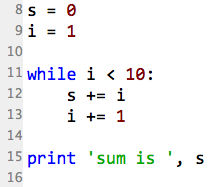 8 s = 0
9 i = 1
10
11 while i < 10:
12     s += i
13     i += 1
14
15 print 'sum is ', s
16